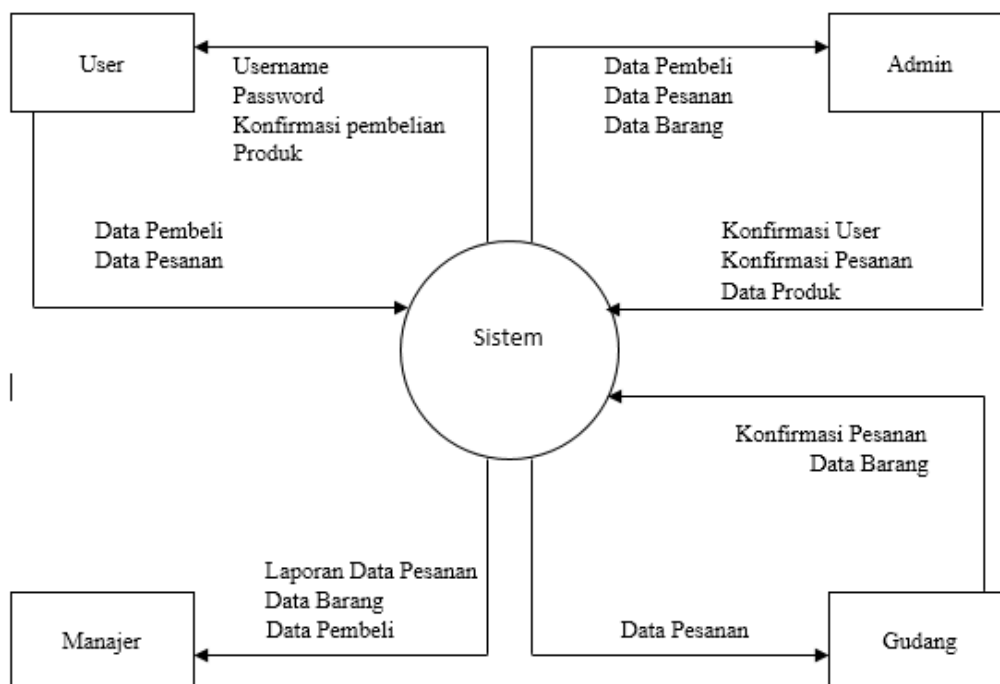 User
Username
Password
Konfirmasi pembelian
Produk
Data Pembeli
Data Pesanan
Data Barang
Admin
Data Pembeli
Data Pesanan
Konfirmasi User
Konfirmasi Pesanan
Data Produk
Sistem
Konfirmasi Pesanan
Data Barang
Laporan Data Pesanan
Data Barang
Data Pembeli
Manajer
Data Pesanan
Gudang